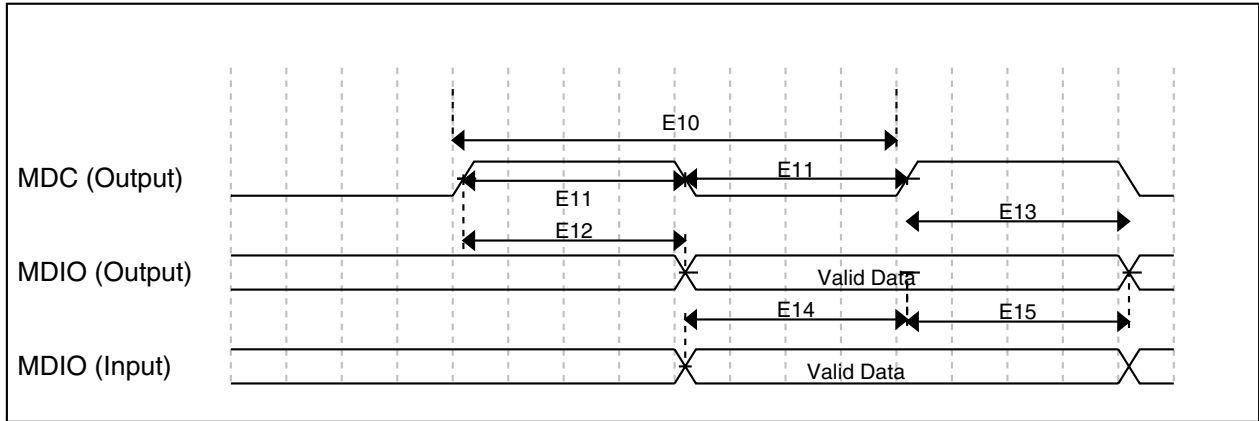 E10
MDC (Output)
E11
E11
E13
E12
MDIO (Output)
Valid Data
E14
E15
MDIO (Input)
Valid Data